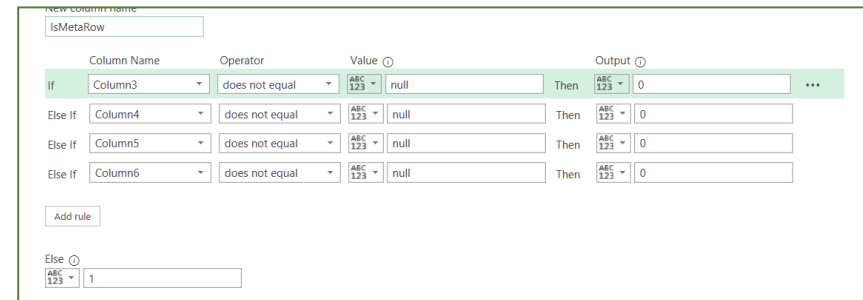 New column name
IsMetaRow
Column Name Operator Value Output
If Column3 does not equal ABC 123 null Then ABC 123 0 ...
Else If Column4 does not equal ABC 123 null Then ABC 123 0
Else If Column5 does not equal ABC 123 null Then ABC 123 0
Else If Column6 does not equal ABC 123 null Then ABC 123 0
Add rule
Else
ABC 123 1